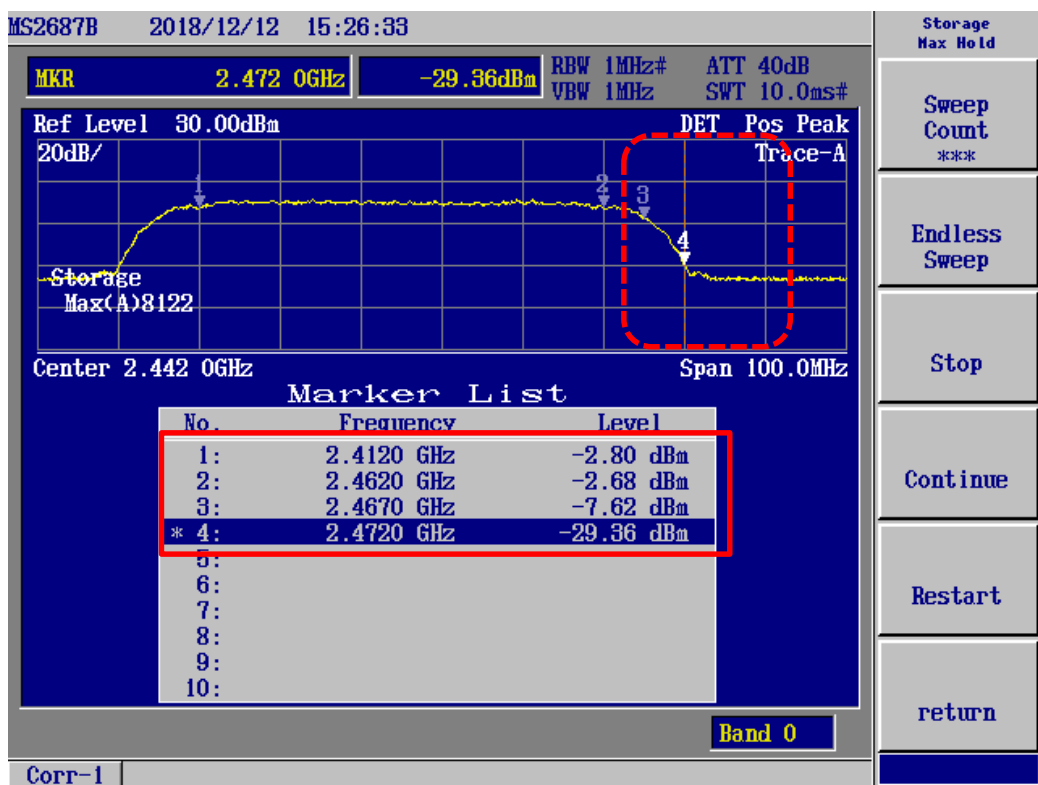 MS2687B 2018/12/12 15:26:33
Storage
Max Hold
MKR 2.472 0GHz -29.36dBm
RBW 1MHz# ATT 40dB
VBW 1MHz SWT 10.0ms#
Ref Level 30.00dBm DET Pos Peak
20dB/ Trace-A
1 2 3 4
Storage
Max(A)8122
Center 2.442 0GHz Span 100.0MHz
Marker List
No. Frequency Level
1: 2.4120 GHz -2.80 dBm
2: 2.4620 GHz -2.68 dBm
3: 2.4670 GHz -7.62 dBm
* 4: 2.4720 GHz -29.36 dBm
5:
6:
7:
8:
9:
10:
Band 0
Corr-1
Sweep
Count
***
Endless
Sweep
Stop
Continue
Restart
return